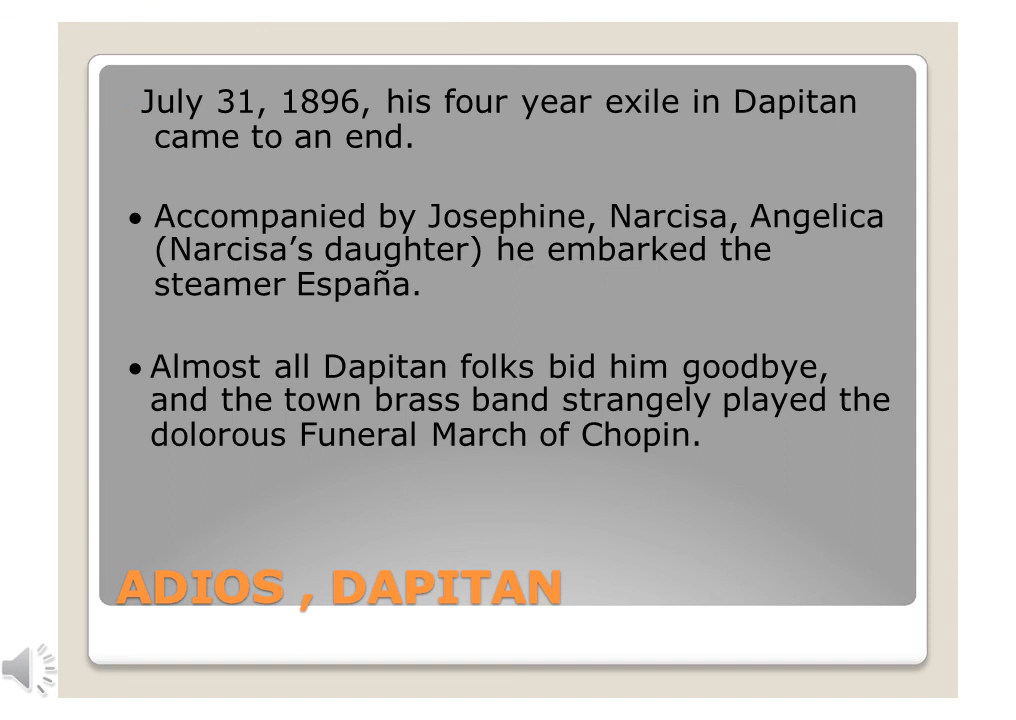 July 31, 1896, his four year exile in Dapitan
came to an end.
• Accompanied by Josephine, Narcisa, Angelica
(Narcisa’s daughter) he embarked the
steamer España.
• Almost all Dapitan folks bid him goodbye,
and the town brass band strangely played the
dolorous Funeral March of Chopin.
ADIOS , DAPITAN